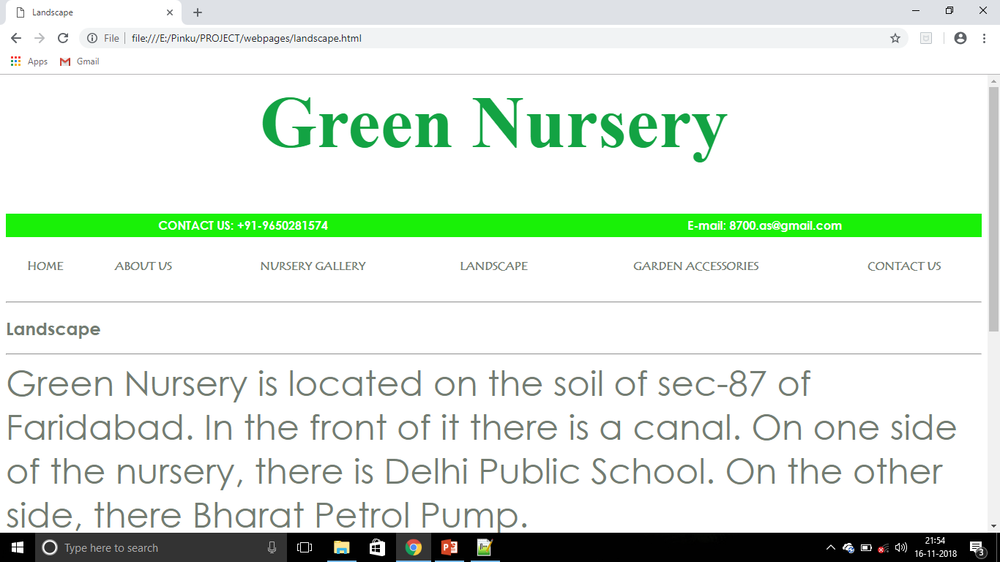 Landscape
File
file:///E:/Pinku/PROJECT/webpages/landscape.html
Apps Gmail
Green Nursery
CONTACT US: +91-9650281574 E-mail: 8700.as@gmail.com
HOME ABOUT US NURSERY GALLERY LANDSCAPE GARDEN ACCESSORIES CONTACT US
Landscape
Green Nursery is located on the soil of sec-87 of
Faridabad. In the front of it there is a canal. On one side
of the nursery, there is Delhi Public School. On the other
side, there Bharat Petrol Pump.
Type here to search
21:54
16-11-2018
3